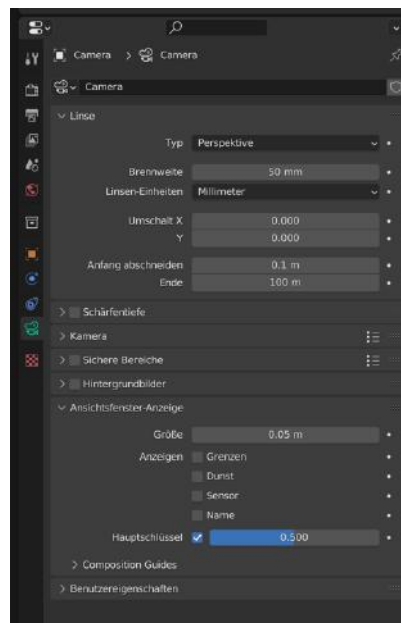 Camera > Camera
Camera
Linse
Typ Perspektive
Brennweite 50 mm
Linsen-Einheiten Millimeter
Umschalt X 0.000
Y 0.000
Anfang abschneiden 0.1 m
Ende 100 m
Schärfentiefe
Kamera
Sichere Bereiche
Hintergrundbilder
Ansichtsfenster-Anzeige
Größe 0.05 m
Anzeigen Grenzen
Dunst
Sensor
Name
Hauptschlüssel 0.500
Composition Guides
Benutzereigenschaften